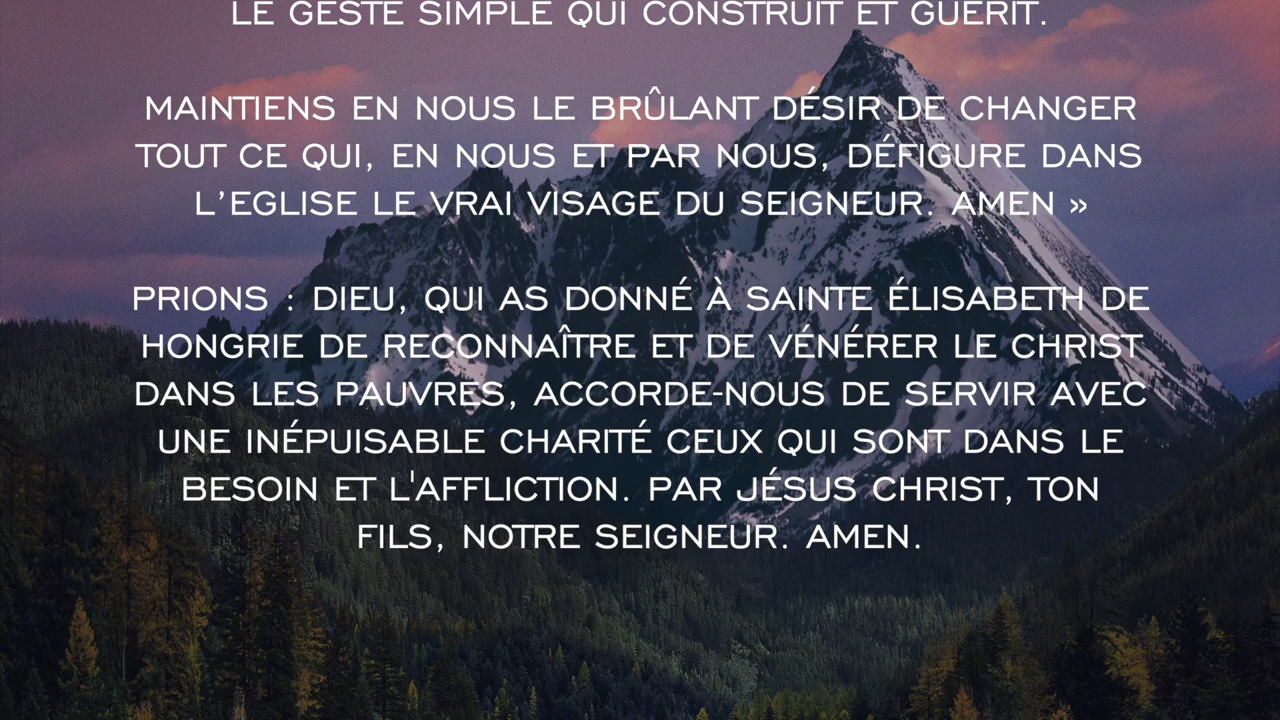 LE GESTE SIMPLE QUI CONSTRUIT ET GUÉRIT.
MAINTIENS EN NOUS LE BRÛLANT DÉSIR DE CHANGER
TOUT CE QUI, EN NOUS ET PAR NOUS, DÉFIGURE DANS
L’EGLISE LE VRAI VISAGE DU SEIGNEUR. AMEN »
PRIONS : DIEU, QUI AS DONNÉ À SAINTE ÉLISABETH DE
HONGRIE DE RECONNAÎTRE ET DE VÉNÉRER LE CHRIST
DANS LES PAUVRES, ACCORDE-NOUS DE SERVIR AVEC
UNE INÉPUISABLE CHARITÉ CEUX QUI SONT DANS LE
BESOIN ET L'AFFLICTION. PAR JÉSUS CHRIST, TON
FILS, NOTRE SEIGNEUR. AMEN.